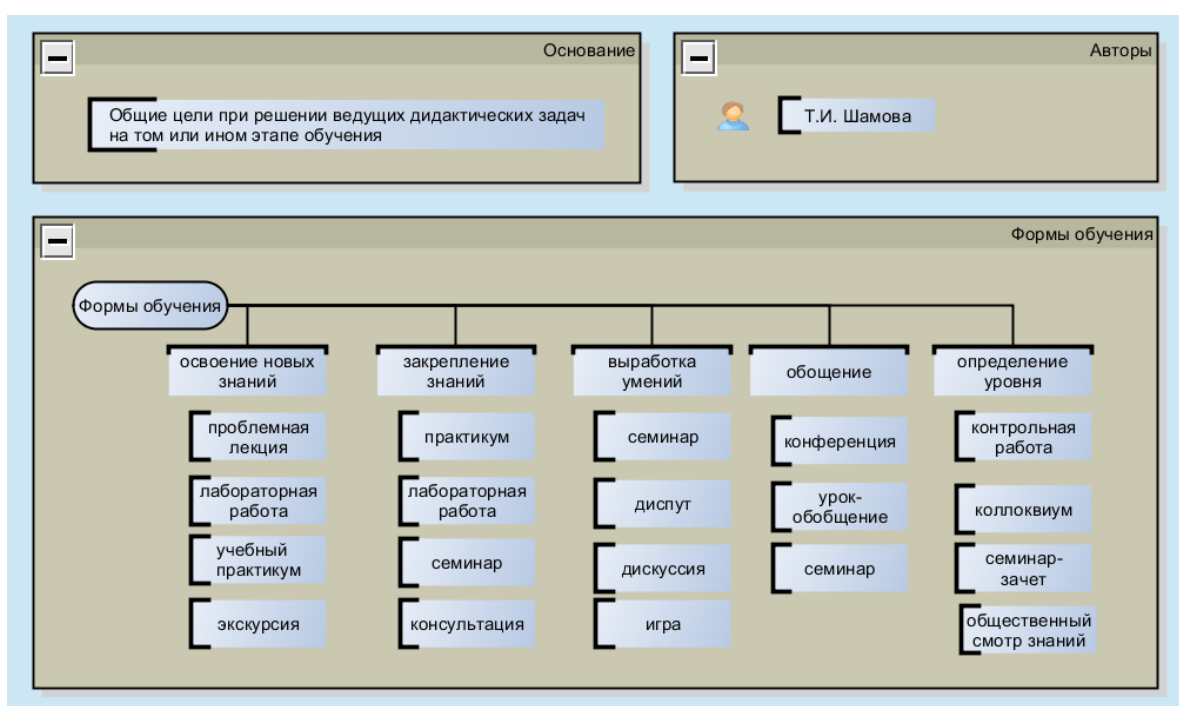 Основание
Общие цели при решении ведущих дидактических задач
на том или ином этапе обучения
Авторы
Т.И. Шамова
Формы обучения
Формы обучения
освоение новых
знаний
проблемная
лекция
лабораторная
работа
учебный
практикум
экскурсия
закрепление
знаний
практикум
лабораторная
работа
семинар
консультация
выработка
умений
семинар
диспут
дискуссия
игра
обощение
конференция
урок-
обобщение
семинар
определение
уровня
контрольная
работа
коллоквиум
семинар-
зачет
общественный
смотр знаний